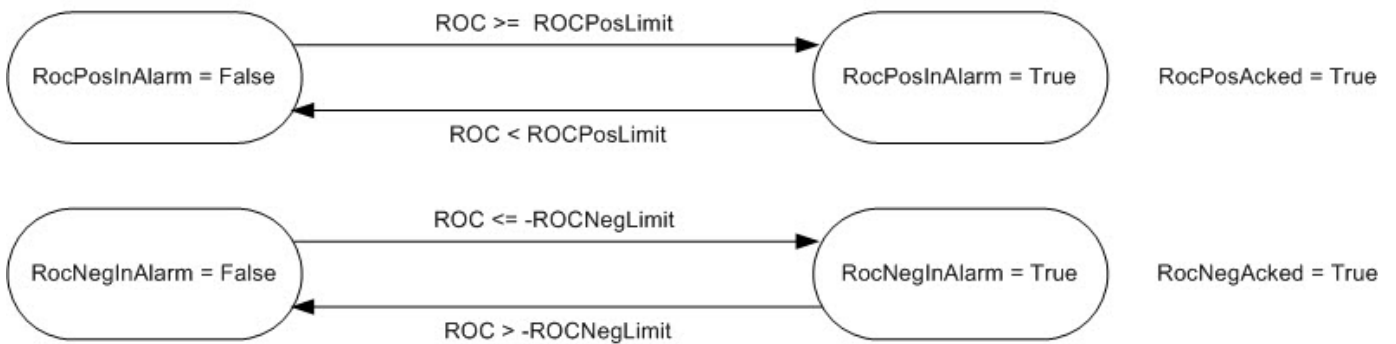 ROC >= ROCPosLimit
RocPosInAlarm = False
RocPosInAlarm = True
RocPosAcked = True
ROC < ROCPosLimit
ROC <= -ROCNegLimit
RocNegInAlarm = False
RocNegInAlarm = True
RocNegAcked = True
ROC > -ROCNegLimit